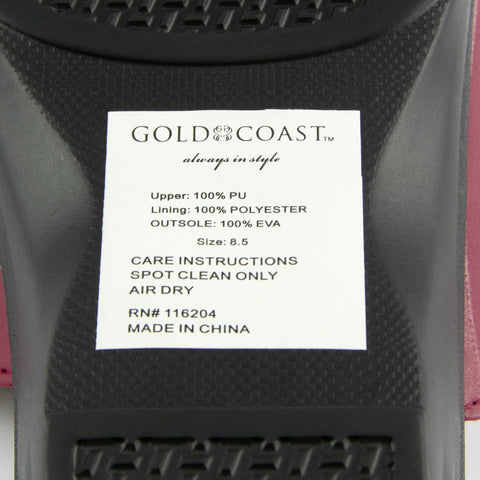 GOLD COAST™
always in style
Upper: 100% PU
Lining: 100% POLYESTER
OUTSOLE: 100% EVA
Size: 8.5
CARE INSTRUCTIONS
SPOT CLEAN ONLY
AIR DRY
RN# 116204
MADE IN CHINA